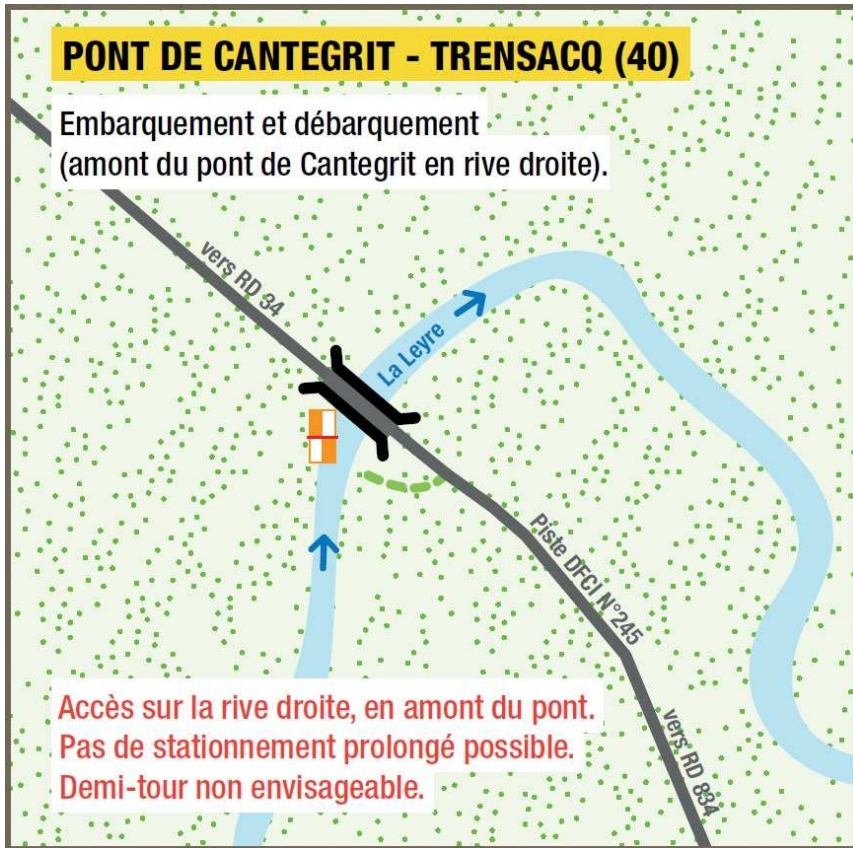 PONT DE CANTEGRIT - TRENSACQ (40)
Embarquement et débarquement
(amont du pont de Cantegrit en rive droite).
vers RD 34
La Leyre
Piste DFCI N°245
vers RD 834
Accès sur la rive droite, en amont du pont.
Pas de stationnement prolongé possible.
Demi-tour non envisageable.